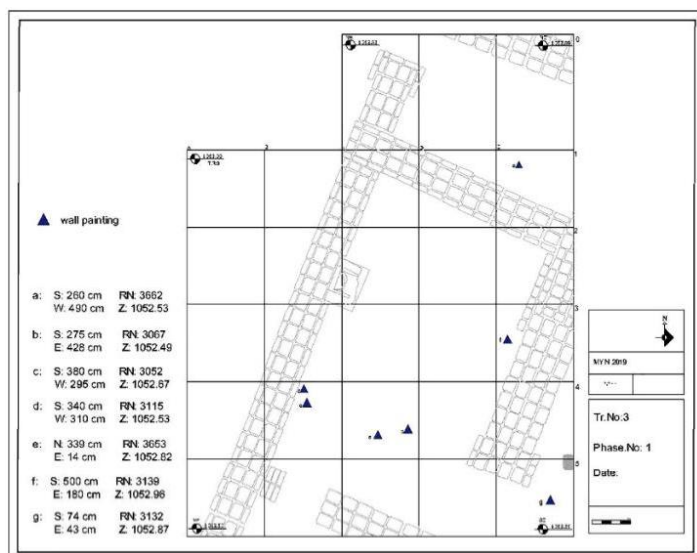 0
1
2
3
4
5
wall painting
a: S: 260 cm RN: 3662
W: 490 cm Z: 1052.53
b: S: 275 cm RN: 3067
E: 428 cm Z: 1052.49
c: S: 380 cm RN: 3052
W: 295 cm Z: 1052.67
d: S: 340 cm RN: 3115
W: 310 cm Z: 1052.53
e: N: 339 cm RN: 3653
E: 14 cm Z: 1052.82
f: S: 500 cm RN: 3139
E: 180 cm Z: 1052.96
g: S: 74 cm RN: 3132
E: 43 cm Z: 1052.87
f
g
N
MYN 2019
Tr.No:3
Phase.No: 1
Date: